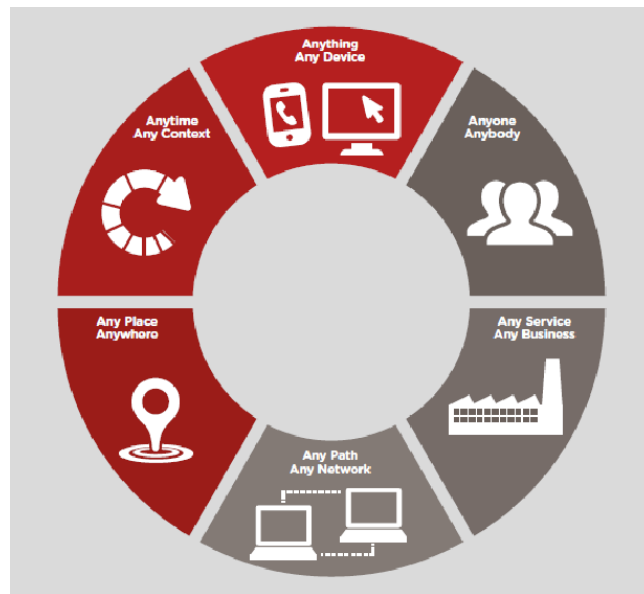 Anything
Any Device
Anyone
Anybody
Any Service
Any Business
Any Path
Any Network
Any Place
Anywhere
Anytime
Any Context